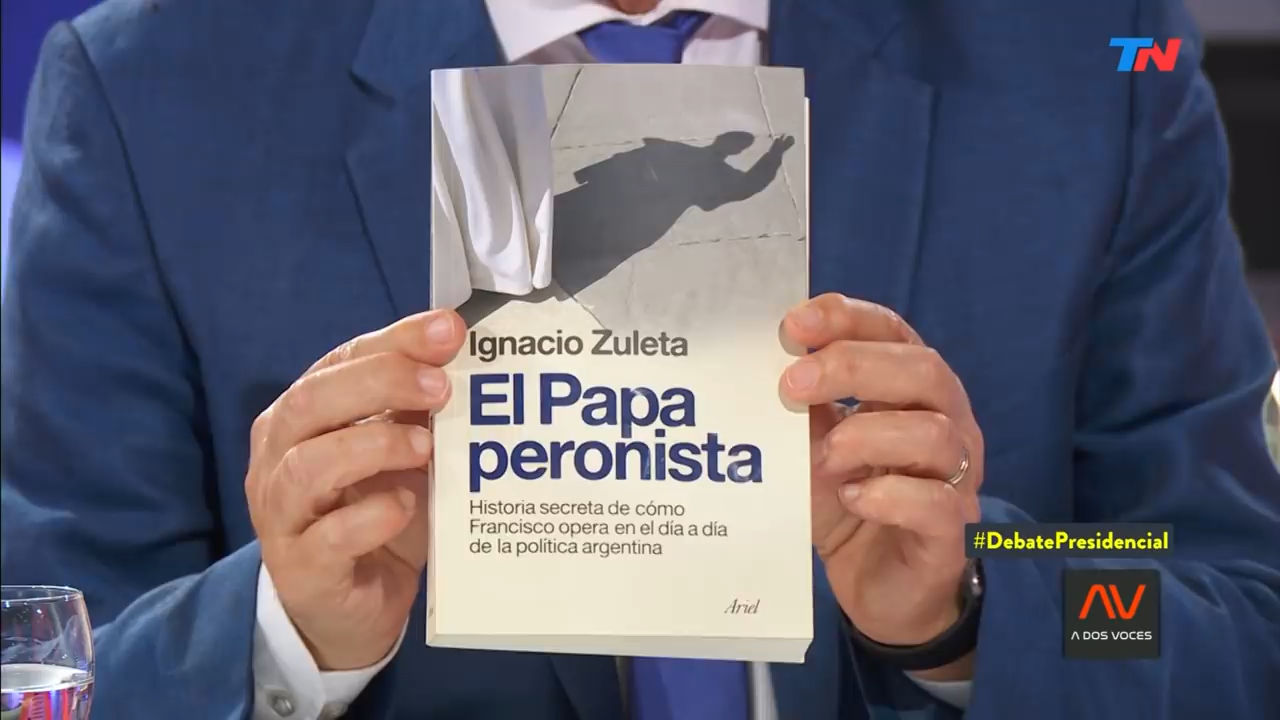 TN
Ignacio Zuleta
El Papa
peronista
Historia secreta de cómo
Francisco opera en el día a día
de la política argentina
Ariel
#DebatePresidencial
AV
A DOS VOCES